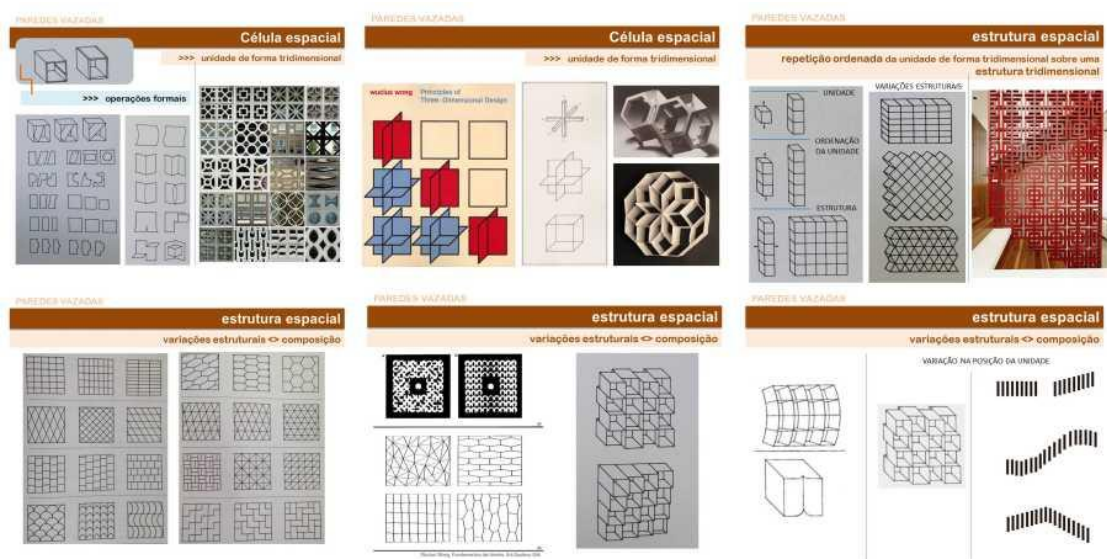 PAREDES VAZADAS
Célula espacial
>>> unidade de forma tridimensional
>>> operações formais
PAREDES VAZADAS
Célula espacial
>>> unidade de forma tridimensional
wucius wong Principles of
Three-Dimensional Design
PAREDES VAZADAS
estrutura espacial
repetição ordenada da unidade de forma tridimensional sobre uma
estrutura tridimensional
UNIDADE
ORDENAÇÃO
DA UNIDADE
ESTRUTURA
VARIAÇÕES ESTRUTURAIS
PAREDES VAZADAS
estrutura espacial
variações estruturais <> composição
PAREDES VAZADAS
estrutura espacial
variações estruturais <> composição
PAREDES VAZADAS
estrutura espacial
variações estruturais <> composição
VARIAÇÃO NA POSIÇÃO DA UNIDADE